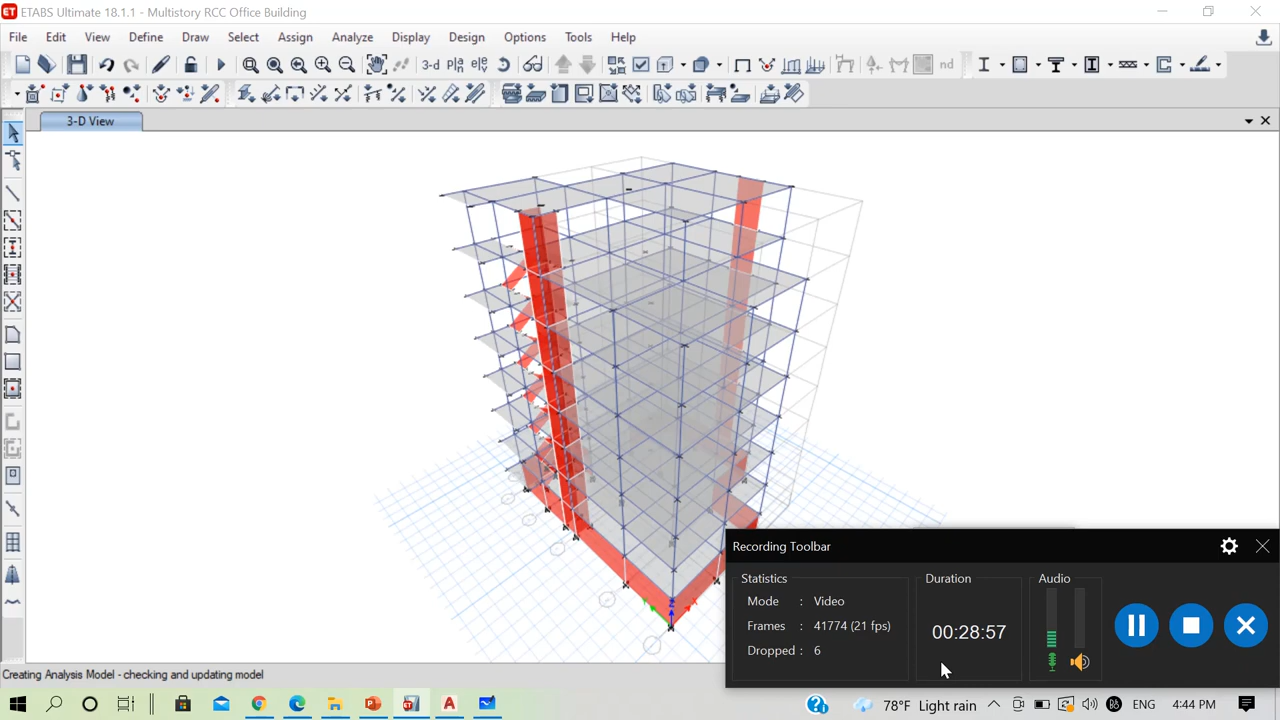 ETABS Ultimate 18.1.1 - Multistory RCC Office Building
File Edit View Define Draw Select Assign Analyze Display Design Options Tools Help
3-D Pln ele nd
3-D View
Recording Toolbar
Statistics Duration Audio
Mode : Video
Frames : 41774 (21 fps)
Dropped : 6
00:28:57
Creating Analysis Model - checking and updating model
78°F Light rain ENG 4:44 PM